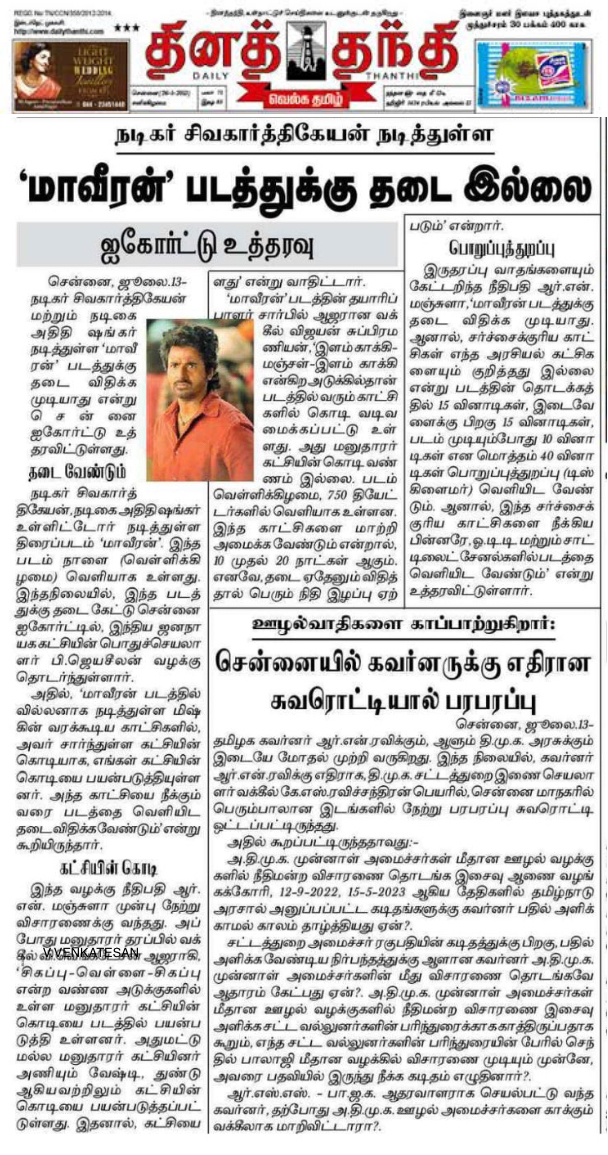 REGD. No TN/CCN/358/2012-2014.
http://www.dailythanthi.com
★★★
தினத் தந்தி
DAILY THANTHI
வெல்க தமிழ்
LIGHT
WEIGHT
WEDDING
இளைஞர் மலர் இலவச புத்தகத்துடன்
முத்துச்சரம் 30 பக்கம் 400 காசு
நடிகர் சிவகார்த்திகேயன் நடித்துள்ள
‘மாவீரன்’ படத்துக்கு தடை இல்லை
ஐகோர்ட்டு உத்தரவு
சென்னை, ஜூலை.13-
நடிகர் சிவகார்த்திகேயன்
மற்றும் நடிகை
அதிதி ஷங்கர்
நடித்துள்ள ‘மாவீ
ரன்’ படத்துக்கு
தடை விதிக்க
முடியாது என்று
சென்னை
ஐகோர்ட்டு உத்
தரவிட்டுள்ளது.
தடை வேண்டும்
நடிகர் சிவகார்த்
திகேயன், நடிகை அதிதி ஷங்கர்
உள்ளிட்டோர் நடித்துள்ள
திரைப்படம் ‘மாவீரன்’. இந்த
படம் நாளை (வெள்ளிக்கி
ழமை) வெளியாக உள்ளது.
இந்தநிலையில், இந்த படத்
துக்கு தடை கேட்டு சென்னை
ஐகோர்ட்டில், இந்திய ஜனநா
யககட்சியின் பொதுச்செயலா
ளர் பி.ஜெயசீலன் வழக்கு
தொடர்ந்துள்ளார்.
அதில், ‘மாவீரன் படத்தில்
வில்லனாக நடித்துள்ள மிஷ்
கின் வரக்கூடிய காட்சிகளில்,
அவர் சார்ந்துள்ள கட்சியின்
கொடியாக, எங்கள் கட்சியின்
கொடியை பயன்படுத்தியுள்ள
னர். அந்த காட்சியை நீக்கும்
வரை படத்தை வெளியிட
தடைவிதிக்கவேண்டும்’ என்று
கூறியிருந்தார்.
கட்சியின் கொடி
இந்த வழக்கு நீதிபதி ஆர்.
என். மஞ்சுளா முன்பு நேற்று
விசாரணைக்கு வந்தது. அப்
போது மனுதாரர் தரப்பில் வக்
கீல் ஆஜராகி,
V.VENKATESAN
‘சிகப்பு-வெள்ளை-சிகப்பு
என்ற வண்ண அடுக்குகளில்
உள்ள மனுதாரர் கட்சியின்
கொடியை படத்தில் பயன்ப
டுத்தி உள்ளனர். அதுமட்டு
மல்ல மனுதாரர் கட்சியினர்
அணியும் வேஷ்டி, துண்டு
ஆகியவற்றிலும் கட்சியின்
கொடியை பயன்படுத்தப்பட்
டுள்ளது. இதனால், கட்சியை
ளது’ என்று வாதிட்டார்.
‘மாவீரன்’ படத்தின் தயாரிப்
பாளர் சார்பில் ஆஜரான வக்
கீல் விஜயன் சுப்பிரம
ணியன், ‘இளம் காக்கி-
மஞ்சள்-இளம் காக்கி
என்கிற அடுக்கில்தான்
படத்தில் வரும் காட்சி
களில் கொடி வடிவ
மைக்கப்பட்டு உள்
ளது. அது மனுதாரர்
கட்சியின் கொடி வண்
ணம் இல்லை. படம்
வெள்ளிக்கிழமை, 750 தியேட்
டர்களில் வெளியாக உள்ளன.
இந்த காட்சிகளை மாற்றி
அமைக்க வேண்டும் என்றால்,
10 முதல் 20 நாட்கள் ஆகும்.
எனவே, தடை ஏதேனும் விதித்
தால் பெரும் நிதி இழப்பு ஏற்
படும்’ என்றார்.
பொறுப்புத்துறப்பு
இருதரப்பு வாதங்களையும்
கேட்டறிந்த நீதிபதி ஆர்.என்.
மஞ்சுளா, ‘மாவீரன் படத்துக்கு
தடை விதிக்க முடியாது.
ஆனால், சர்ச்சைக்குரிய காட்
சிகள் எந்த அரசியல் கட்சிக
ளையும் குறித்தது இல்லை
என்று படத்தின் தொடக்கத்
தில் 15 வினாடிகள், இடைவே
ளைக்கு பிறகு 15 வினாடிகள்,
படம் முடியும்போது 10 வினா
டிகள் என மொத்தம் 40 வினா
டிகள் பொறுப்புத்துறப்பு (டிஸ்
கிளைமர்) வெளியிட வேண்
டும். ஆனால், இந்த சர்ச்சைக்
குரிய காட்சிகளை நீக்கிய
பின்னரே, ஓ.டி.டி. மற்றும் சாட்
டிலைட் சேனல்களில் படத்தை
வெளியிட வேண்டும்’ என்று
உத்தரவிட்டுள்ளார்.
ஊழல்வாதிகளை காப்பாற்றுகிறார்:
சென்னையில் கவர்னருக்கு எதிரான
சுவரொட்டியால் பரபரப்பு
சென்னை, ஜூலை.13-
தமிழக கவர்னர் ஆர்.என்.ரவிக்கும், ஆளும் தி.மு.க. அரசுக்கும்
இடையே மோதல் முற்றி வருகிறது. இந்த நிலையில், கவர்னர்
ஆர்.என்.ரவிக்கு எதிராக, தி.மு.க. சட்டத்துறை இணை செயலா
ளர் வக்கீல் கே.எஸ்.ரவிச்சந்திரன் பெயரில், சென்னை மாநகரில்
பெரும்பாலான இடங்களில் நேற்று பரபரப்பு சுவரொட்டி
ஒட்டப்பட்டிருந்தது.
அதில் கூறப்பட்டிருந்ததாவது:-
அ.தி.மு.க. முன்னாள் அமைச்சர்கள் மீதான ஊழல் வழக்கு
களில் நீதிமன்ற விசாரணை தொடங்க இசைவு ஆணை வழங்
கக்கோரி, 12-9-2022, 15-5-2023 ஆகிய தேதிகளில் தமிழ்நாடு
அரசால் அனுப்பப்பட்ட கடிதங்களுக்கு கவர்னர் பதில் அளிக்
காமல் காலம் தாழ்த்தியது ஏன்?.
சட்டத்துறை அமைச்சர் ரகுபதியின் கடிதத்துக்கு பிறகு, பதில்
அளிக்க வேண்டிய நிர்பந்தத்துக்கு ஆளான கவர்னர் அ.தி.மு.க.
முன்னாள் அமைச்சர்களின் மீது விசாரணை தொடங்கவே
ஆதாரம் கேட்பது ஏன்?. அ.தி.மு.க. முன்னாள் அமைச்சர்கள்
மீதான ஊழல் வழக்குகளில் நீதிமன்ற விசாரணை இசைவு
அளிக்க சட்ட வல்லுனர்களின் பரிந்துரைக்காக காத்திருப்பதாக
கூறும், எந்த சட்ட வல்லுனர்களின் பரிந்துரையின் பேரில் செந்
தில் பாலாஜி மீதான வழக்கில் விசாரணை முடியும் முன்னே,
அவரை பதவியில் இருந்து நீக்க கடிதம் எழுதினார்?.
ஆர்.எஸ்.எஸ். - பா.ஜ.க. ஆதரவாளராக செயல்பட்டு வந்த
கவர்னர், தற்போது அ.தி.மு.க. ஊழல் அமைச்சர்களை காக்கும்
வக்கீலாக மாறிவிட்டாரா?.